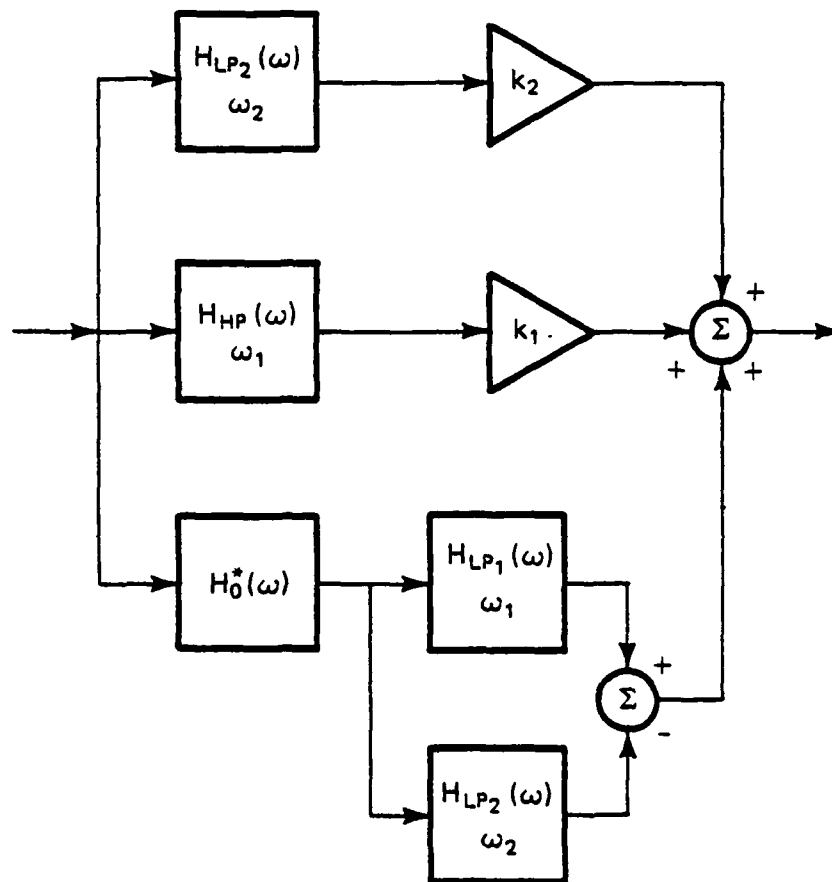 H_LP₂(ω)
ω₂
k₂
+
Σ
+
+
H_HP(ω)
ω₁
k₁.
H₀*(ω)
H_LP₁(ω)
ω₁
+
Σ
-
H_LP₂(ω)
ω₂